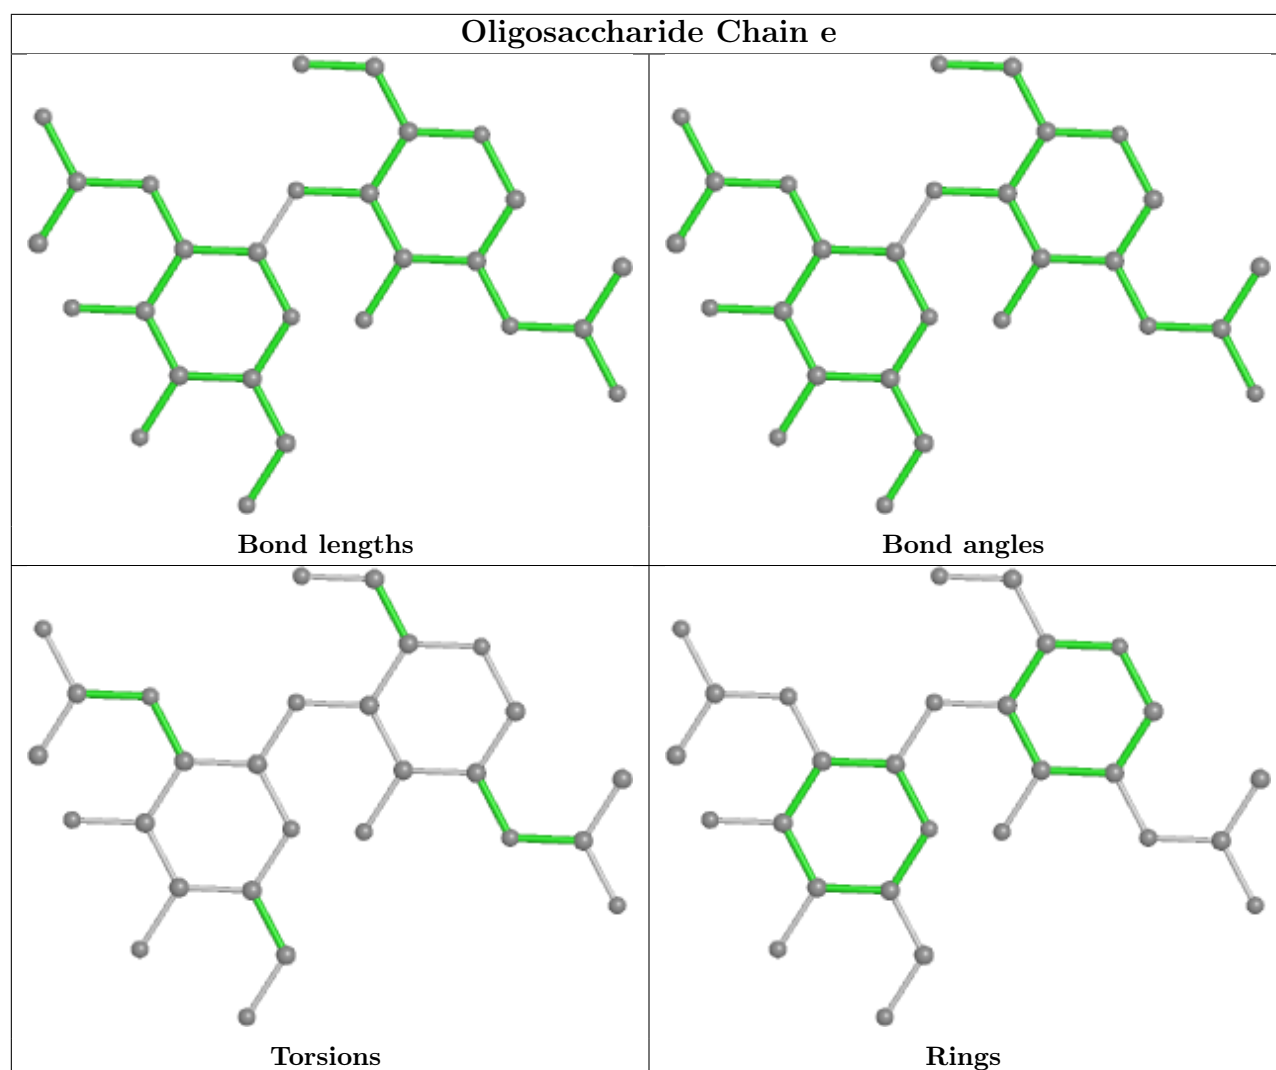 Oligosaccharide Chain e
Bond lengths
Bond angles
Torsions
Rings